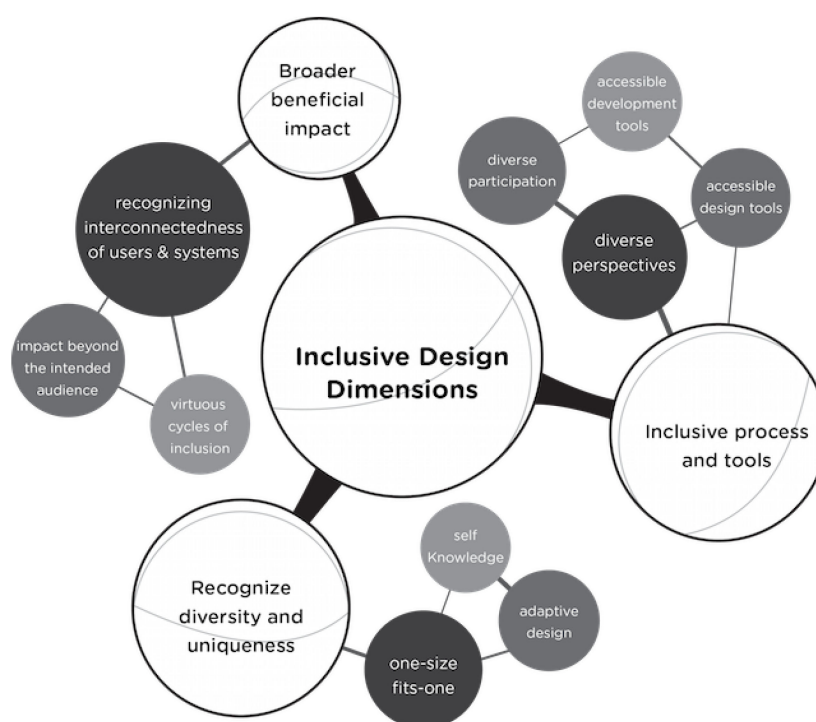 Broader
beneficial
impact
recognizing
interconnectedness
of users & systems
impact beyond
the intended
audience
virtuous
cycles of
inclusion
accessible
development
tools
diverse
participation
accessible
design tools
diverse
perspectives
Inclusive Design
Dimensions
Inclusive process
and tools
Recognize
diversity and
uniqueness
self
Knowledge
adaptive
design
one-size
fits-one